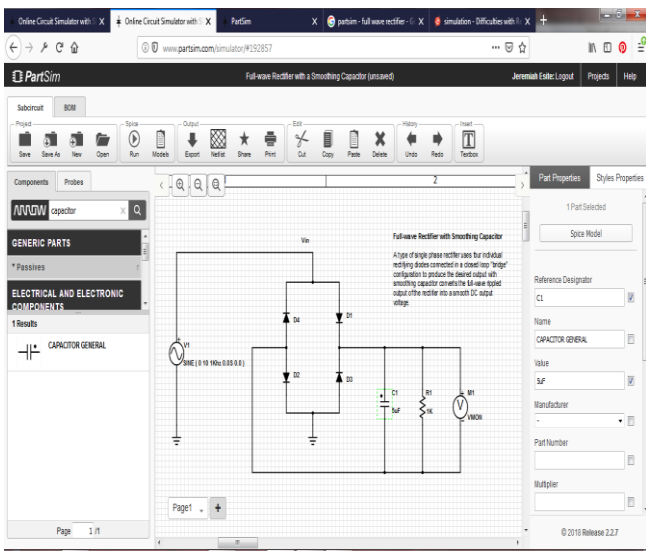 Online Circuit Simulator with S X
Online Circuit Simulator with S X
PartSim X
partsim - full wave rectifier - G X
simulation - Difficulties with R X
www.partsim.com/simulator/#192857
PartSim
Full-wave Rectifier with a Smoothing Capacitor (unsaved)
Jeremiah Esite: Logout
Projects
Help
Subcircuit
BOM
Project
Spice
Output
Edit
History
Insert
Save
Save As
New
Open
Run
Models
Export
Netlist
Share
Print
Cut
Copy
Paste
Delete
Undo
Redo
Textbox
Components
Probes
capacitor
GENERIC PARTS
* Passives
ELECTRICAL AND ELECTRONIC
COMPONENTS
1 Results
CAPACITOR GENERAL
Page 1 /1
2
Vin
Full-wave Rectifier with Smoothing Capacitor
A type of single phase rectifier uses four individual
rectifying diodes connected in a closed loop "bridge"
configuration to produce the desired output with
smoothing capacitor converts the full-wave rippled
output of the rectifier into a smooth DC output
voltage.
D4
D1
V1
SINE ( 0 10 1Khz 0.0S 0.0 )
D2
D3
C1
5uF
R1
1K
M1
V
VMON
Page1
Part Properties
Styles Properties
1 Part Selected
Spice Model
Reference Designator
C1
Name
CAPACITOR GENERAL
Value
5uF
Manufacturer
-
Part Number
Multiplier
© 2018 Release 2.2.7